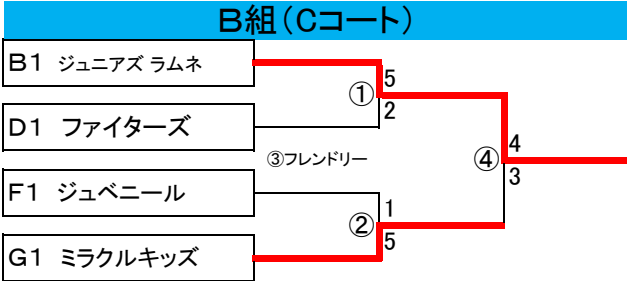 B組(Cコート)
B1 ジュニアズ ラムネ
5
①
2
D1 ファイターズ
③フレンドリー
4
④
3
F1 ジュベニール
1
②
5
G1 ミラクルキッズ